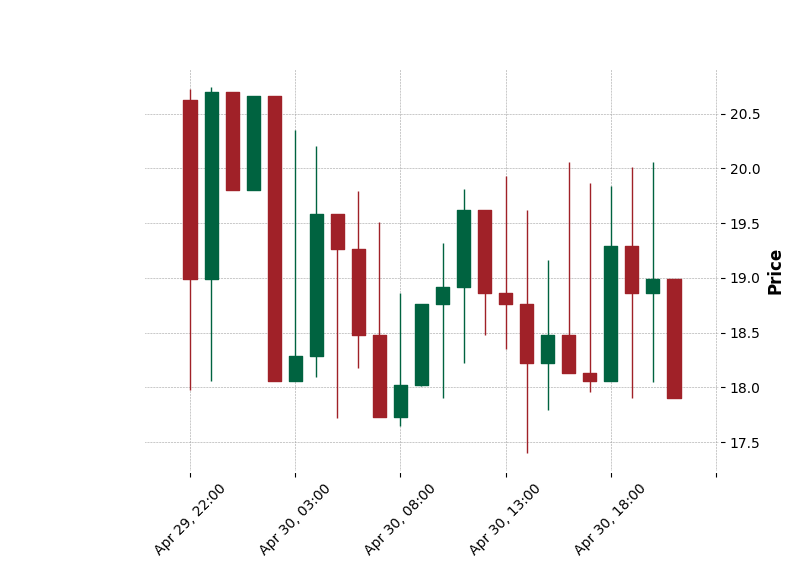 20.5
20.0
19.5
19.0
18.5
18.0
17.5
Price
Apr 29, 22:00
Apr 30, 03:00
Apr 30, 08:00
Apr 30, 13:00
Apr 30, 18:00